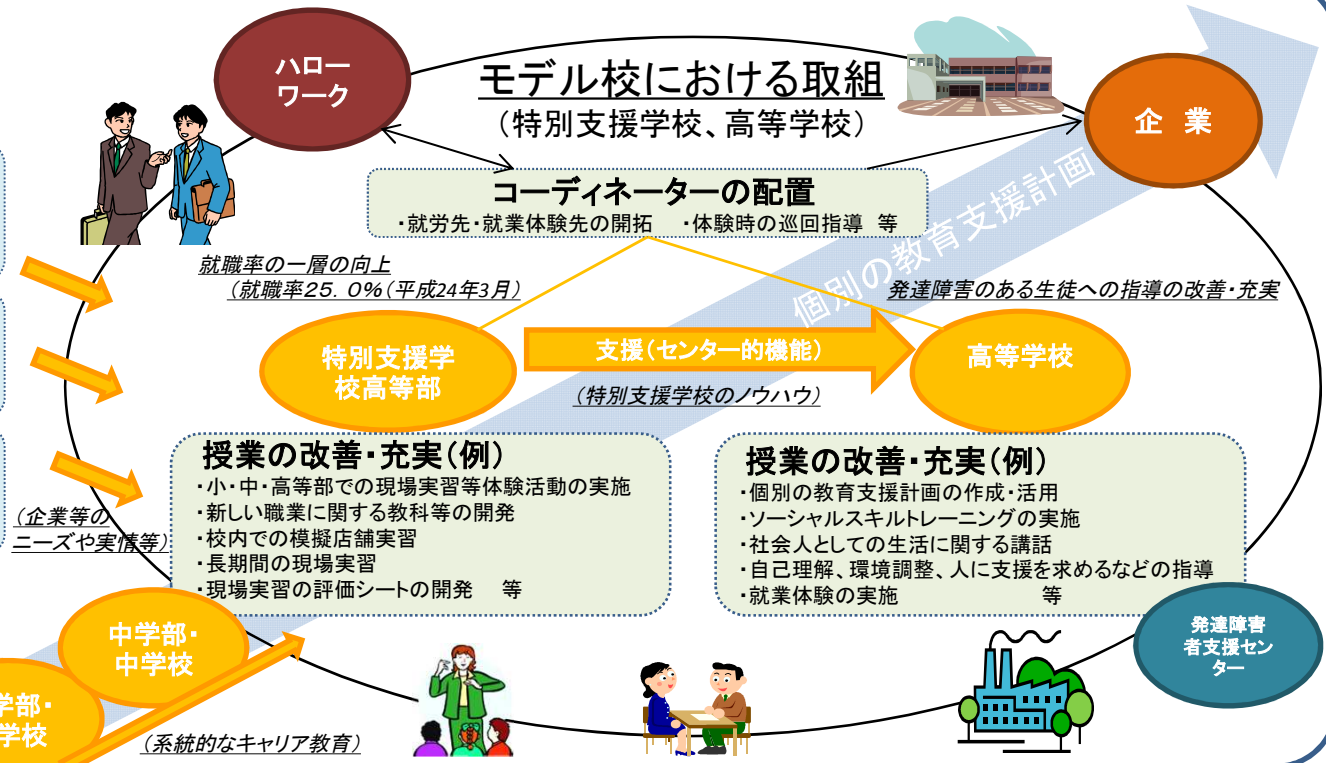 ハロー
ワーク
モデル校における取組
（特別支援学校、高等学校）
企 業
コーディネーターの配置
・就労先・就業体験先の開拓 ・体験時の巡回指導 等
個別の教育支援計画
就職率の一層の向上
（就職率２５．０％（平成24年3月）
発達障害のある生徒への指導の改善・充実
特別支援学
校高等部
支援（センター的機能）
高等学校
（特別支援学校のノウハウ）
授業の改善・充実（例）
・小・中・高等部での現場実習等体験活動の実施
・新しい職業に関する教科等の開発
・校内での模擬店舗実習
・長期間の現場実習
・現場実習の評価シートの開発 等
授業の改善・充実（例）
・個別の教育支援計画の作成・活用
・ソーシャルスキルトレーニングの実施
・社会人としての生活に関する講話
・自己理解、環境調整、人に支援を求めるなどの指導
・就業体験の実施 等
（企業等の
ニーズや実情等）
中学部・
中学校
学部・
学校
発達障害
者支援セン
ター
（系統的なキャリア教育）